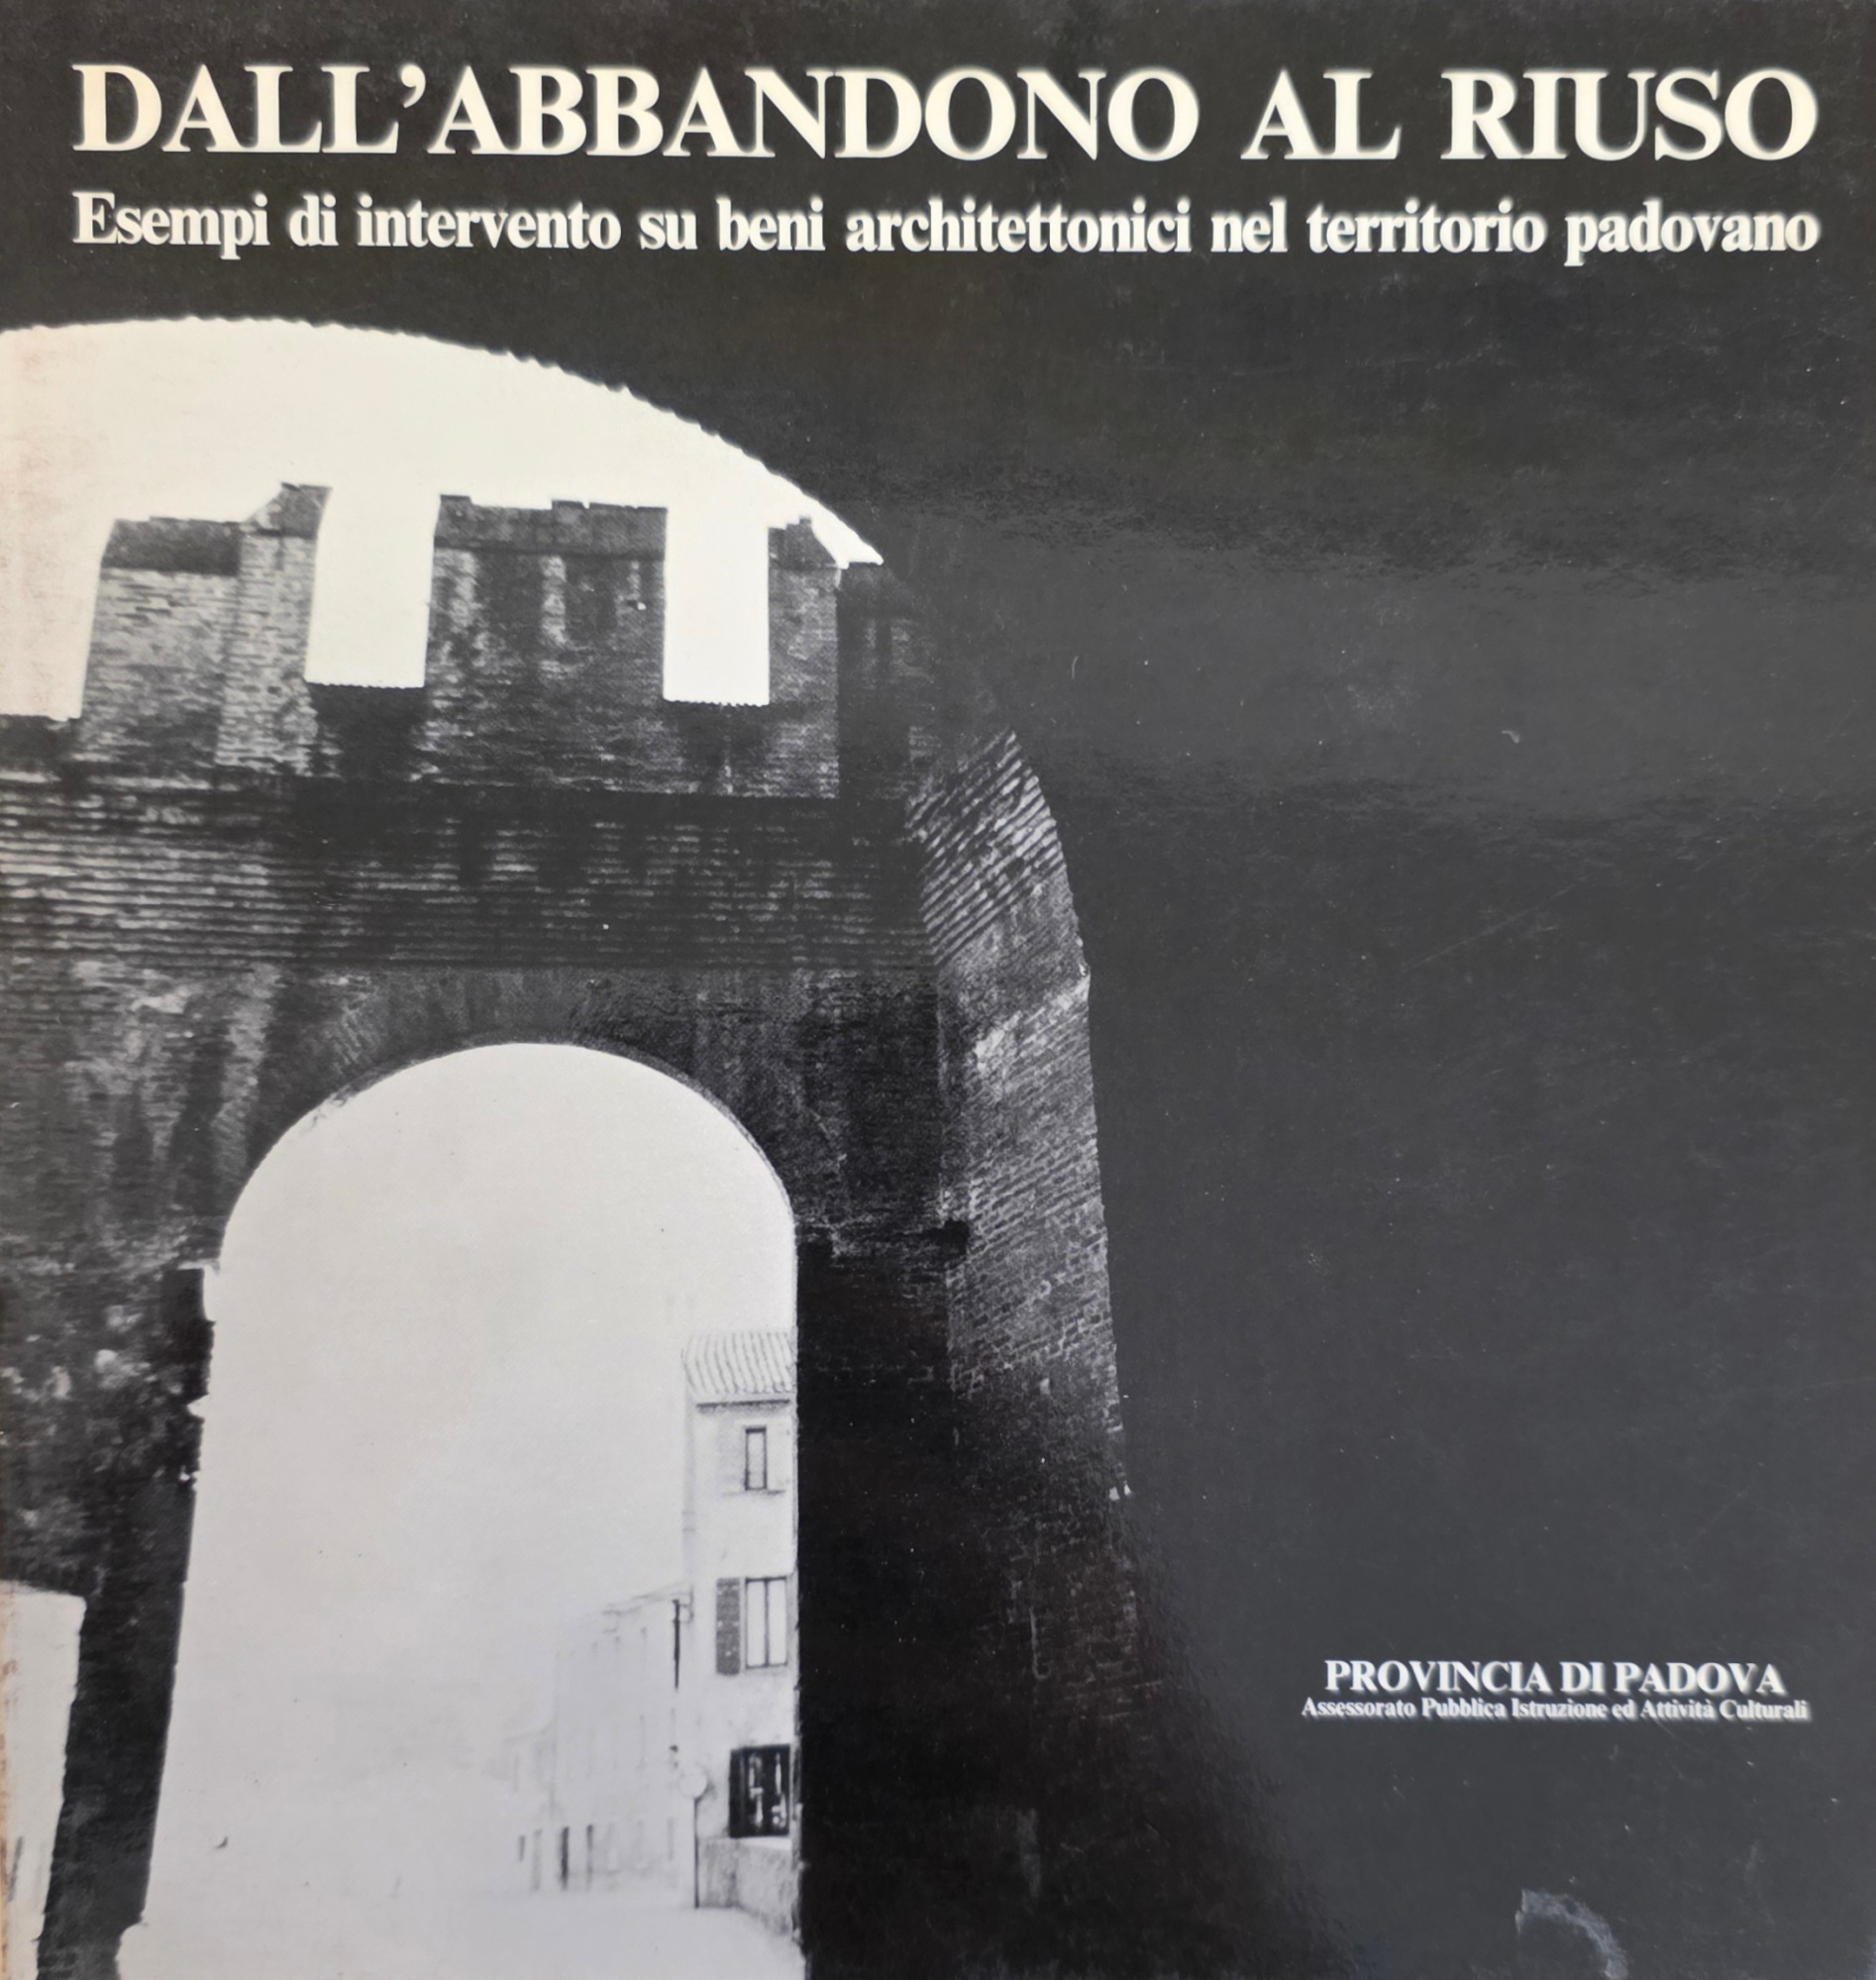 DALL'ABBANDONO AL RIUSO
Esempi di intervento su beni architettonici nel territorio padovano
PROVINCIA DI PADOVA
Assessorato Pubblica Istruzione ed Attività Culturali